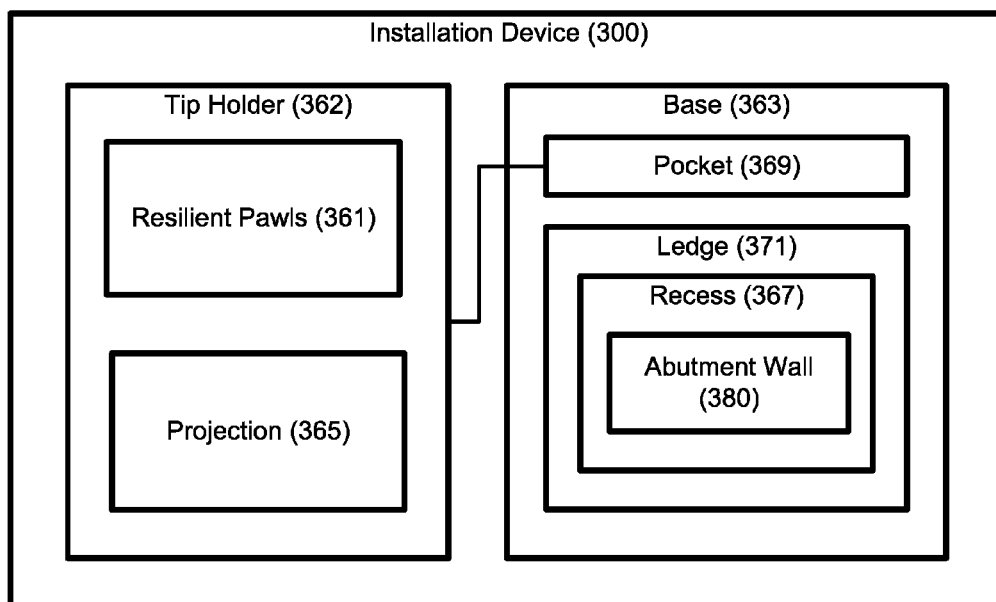 Installation Device (300)
Tip Holder (362)
Resilient Pawls (361)
Projection (365)
Base (363)
Pocket (369)
Ledge (371)
Recess (367)
Abutment Wall
(380)